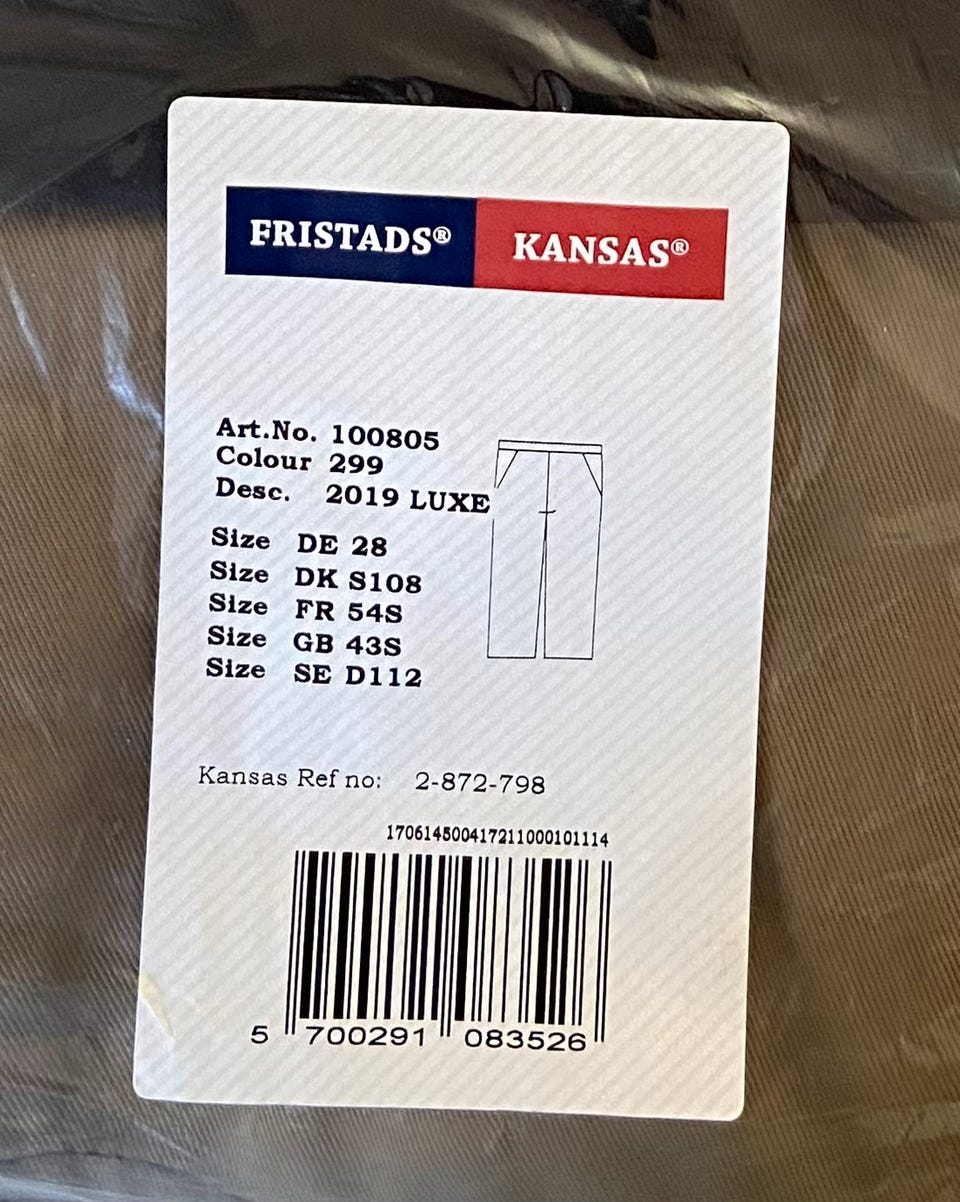 FRISTADS® KANSAS®
Art.No. 100805
Colour 299
Desc. 2019 LUXE
Size DE 28
Size DK S108
Size FR 54S
Size GB 43S
Size SE D112
Kansas Ref no: 2-872-798
170614500417211000101114
5 700291 083526